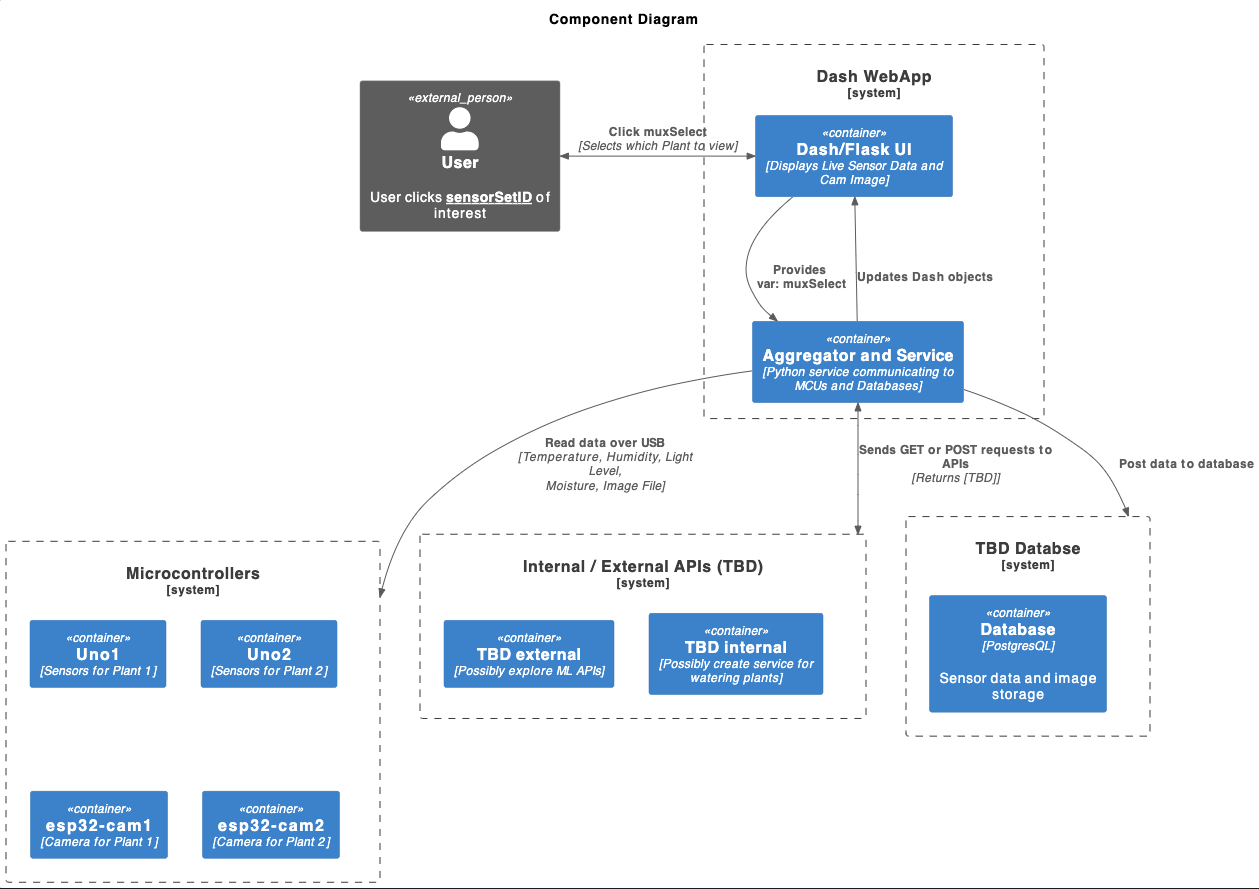 Component Diagram
«external_person»
User
User clicks sensorSetID of
interest
Click muxSelect
[Selects which Plant to view]
Dash WebApp
[system]
«container»
Dash/Flask UI
[Displays Live Sensor Data and
Cam Image]
Provides
var: muxSelect
Updates Dash objects
«container»
Aggregator and Service
[Python service communicating to
MCUs and Databases]
Read data over USB
[Temperature, Humidity, Light
Level,
Moisture, Image File]
Sends GET or POST requests to
APIs
[Returns [TBD]]
Post data to database
Microcontrollers
[system]
«container»
Uno1
[Sensors for Plant 1]
«container»
Uno2
[Sensors for Plant 2]
«container»
esp32-cam1
[Camera for Plant 1]
«container»
esp32-cam2
[Camera for Plant 2]
Internal / External APIs (TBD)
[system]
«container»
TBD external
[Possibly explore ML APIs]
«container»
TBD internal
[Possibly create service for
watering plants]
TBD Databse
[system]
«container»
Database
[PostgresQL]
Sensor data and image
storage